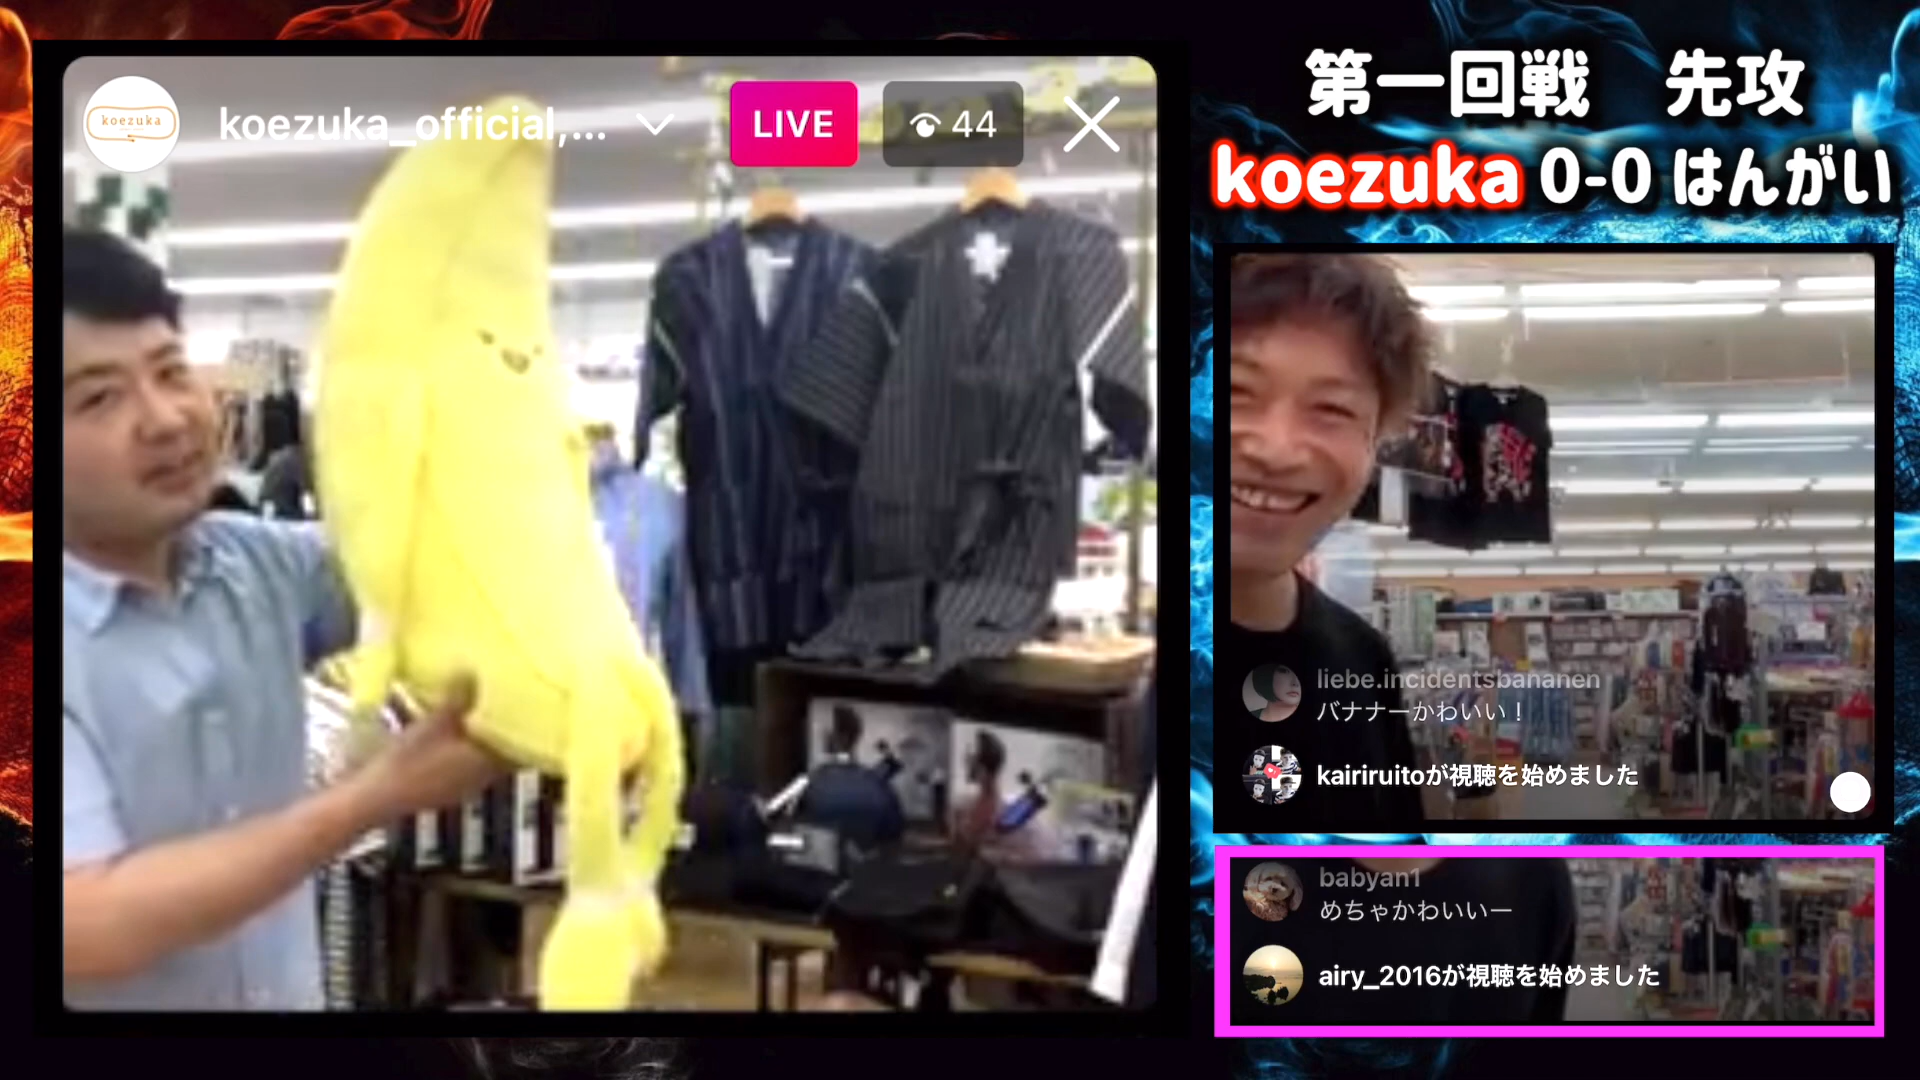 koezuka
koezuka_official,...
LIVE
44
第一回戦 先攻
koezuka 0-0 はんがい
liebe.incidentsbananen
バナナーかわいい！
kairiruitoが視聴を始めました
babyan1
めちゃかわいいー
airy_2016が視聴を始めました